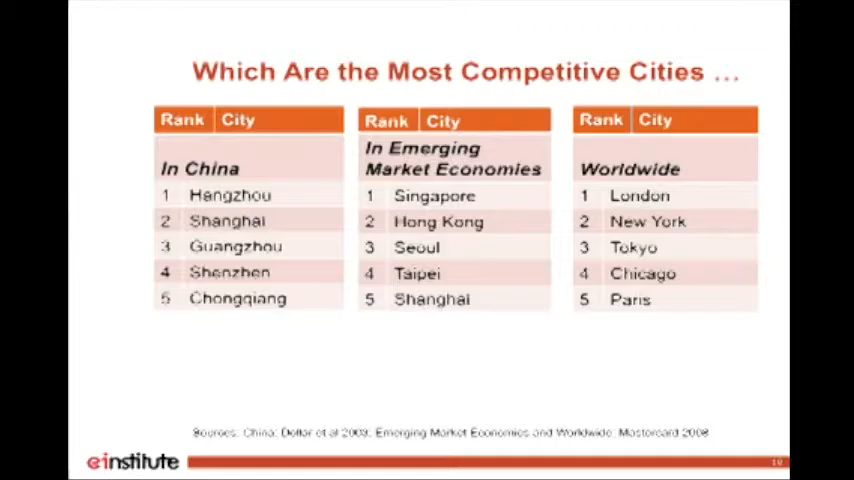 Which Are the Most Competitive Cities ...
Rank City
In China
1 Hangzhou
2 Shanghai
3 Guangzhou
4 Shenzhen
5 Chongqiang
Rank City
In Emerging
Market Economies
1 Singapore
2 Hong Kong
3 Seoul
4 Taipei
5 Shanghai
Rank City
Worldwide
1 London
2 New York
3 Tokyo
4 Chicago
5 Paris
Sources: China: Dollar et al 2003; Emerging Market Economies and Worldwide: Mastercard 2008
einstitute